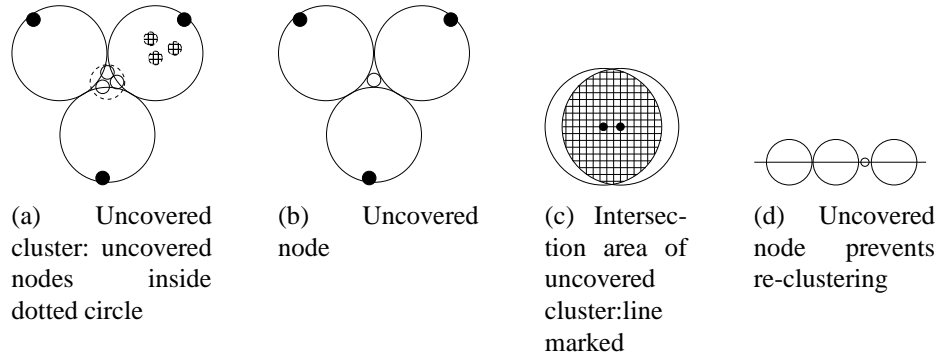 (a) Uncovered
cluster: uncovered
nodes inside
dotted circle
(b) Uncovered
node
(c) Intersec-
tion area of
uncovered
cluster:line
marked
(d) Uncovered
node prevents
re-clustering